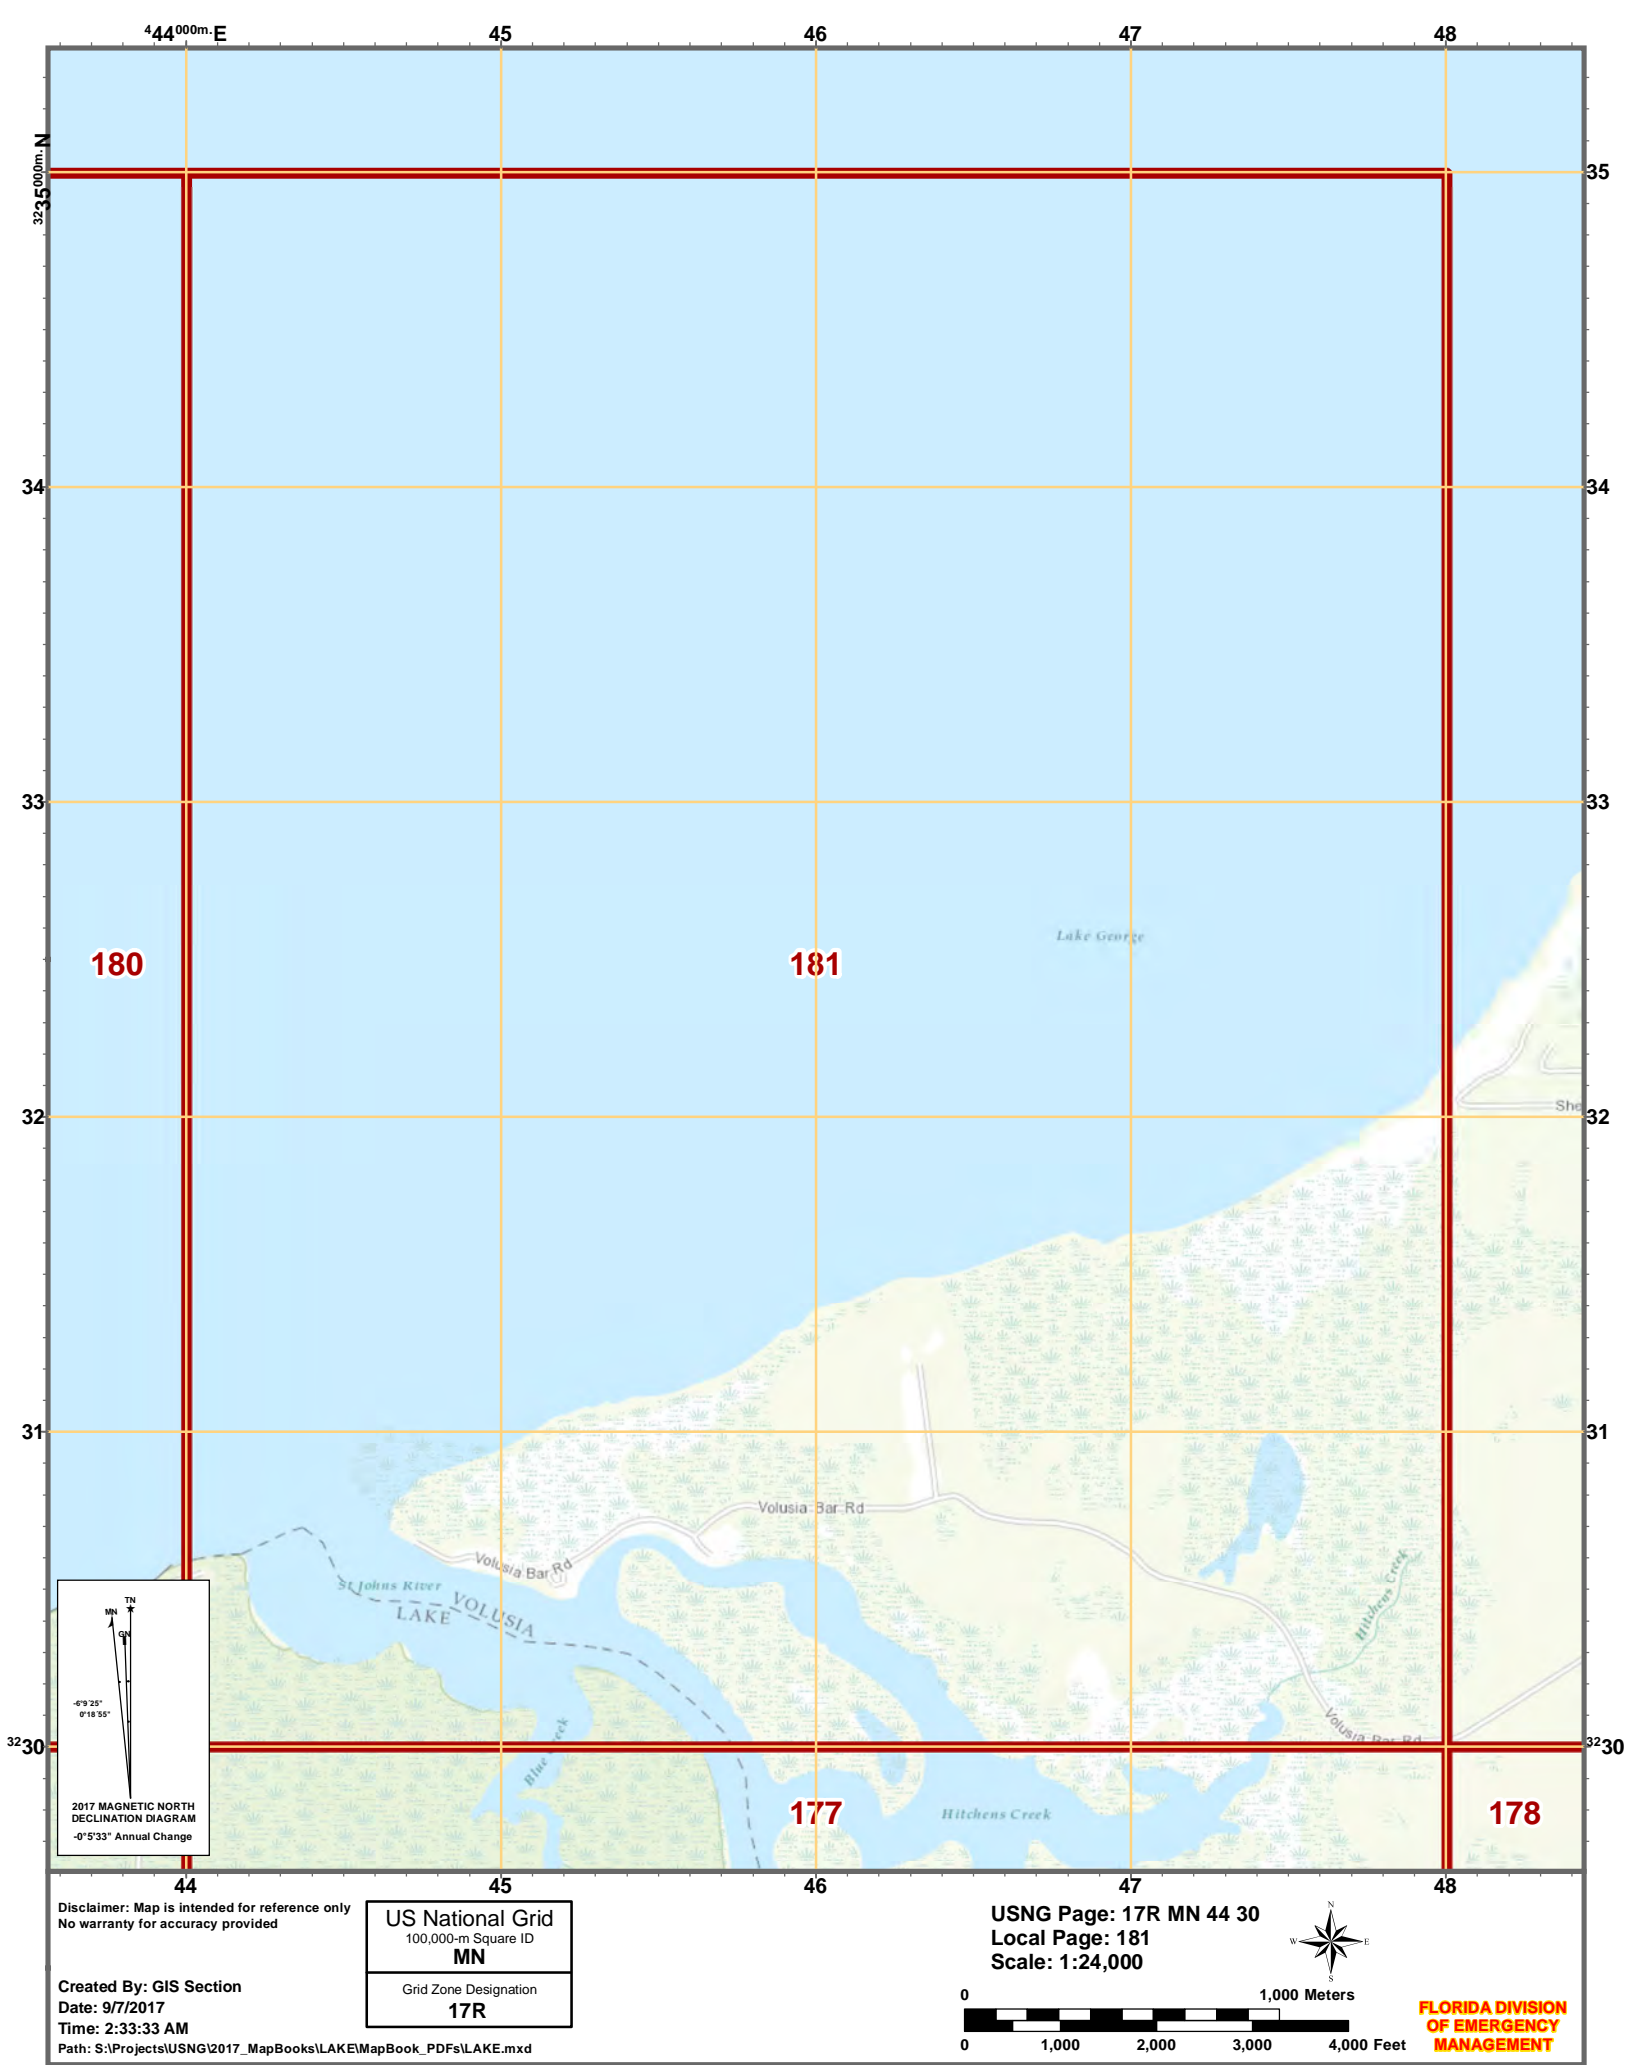 444000m.E 45 46 47 48
3235000m.N 35
34 34
33 33
Lake George
180 181
32 32
She
31 31
Volusia Bar Rd
Volusia Bar Rd
St Johns River
VOLUSIA
LAKE
Hitchens Creek
Volusia Bar Rd
Blue Creek
3230 3230
177 178
Hitchens Creek
TN
MN
GN
-6°9'25"
0°18'55"
2017 MAGNETIC NORTH
DECLINATION DIAGRAM
-0°5'33" Annual Change
44 45 46 47 48
Disclaimer: Map is intended for reference only
No warranty for accuracy provided
Created By: GIS Section
Date: 9/7/2017
Time: 2:33:33 AM
Path: S:\Projects\USNG\2017_MapBooks\LAKE\MapBook_PDFs\LAKE.mxd
US National Grid
100,000-m Square ID
MN
Grid Zone Designation
17R
USNG Page: 17R MN 44 30
Local Page: 181
Scale: 1:24,000
N
W E
S
0 1,000 Meters
0 1,000 2,000 3,000 4,000 Feet
FLORIDA DIVISION
OF EMERGENCY
MANAGEMENT